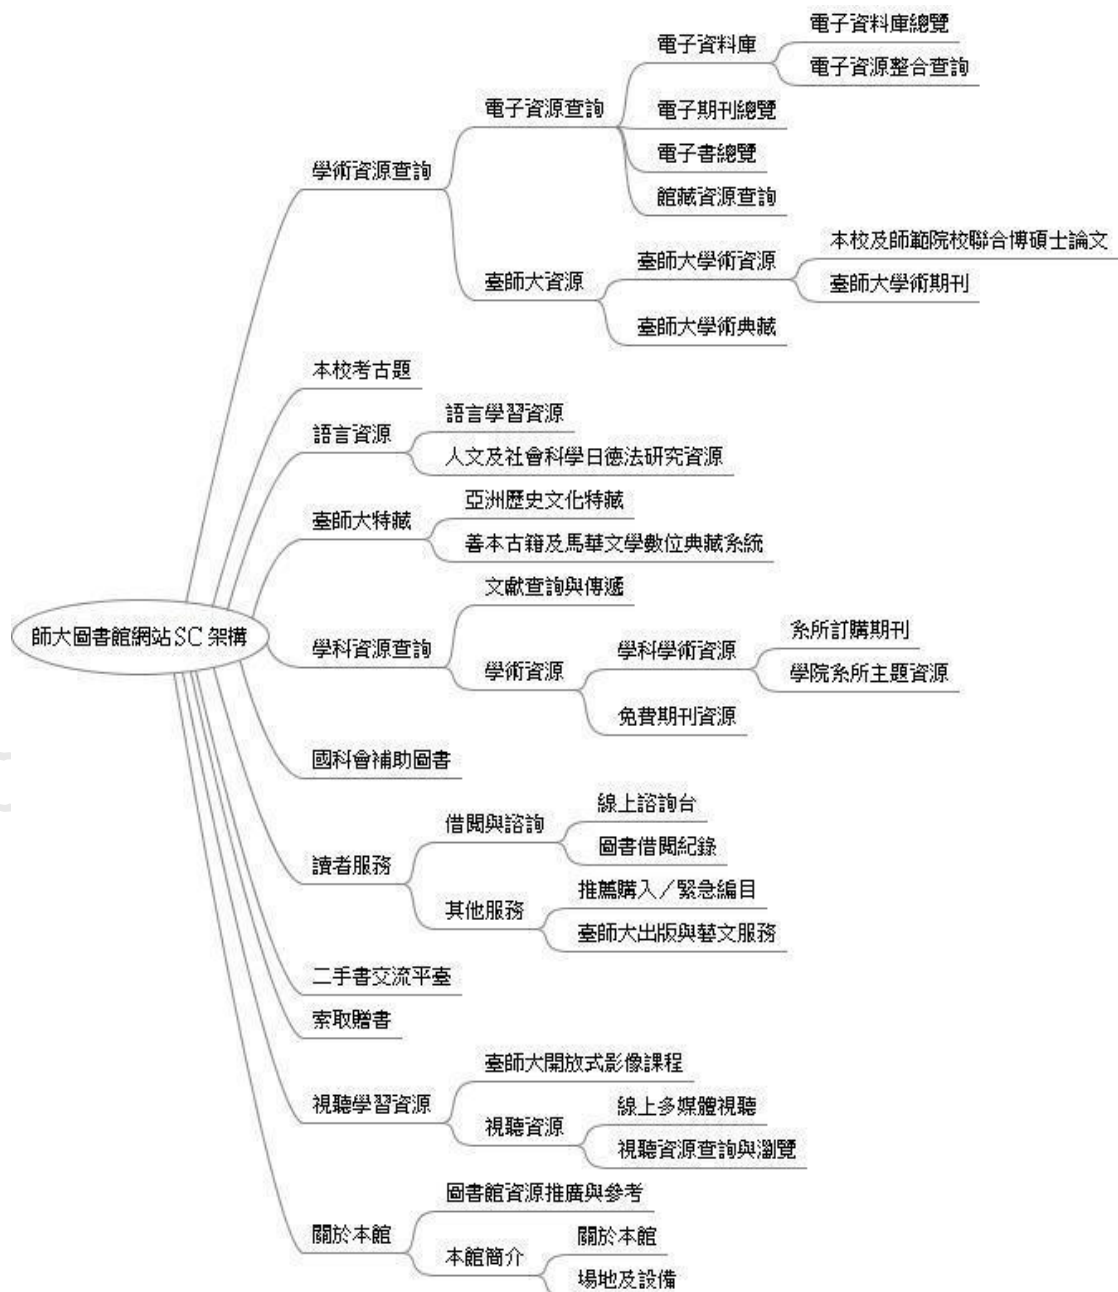 電子資料庫總覽
電子資料庫
電子資源整合查詢
電子資源查詢
電子期刊總覽
電子書總覽
學術資源查詢
館藏資源查詢
本校及師範院校聯合博碩士論文
臺師大學術資源
臺師大資源
臺師大學術期刊
臺師大學術典藏
本校考古題
語言學習資源
語言資源
人文及社會科學日德法研究資源
亞洲歷史文化特藏
臺師大特藏
善本古籍及馬華文學數位典藏系統
文獻查詢與傳遞
師大圖書館網站SC 架構
學科資源查詢
系所訂購期刊
學科學術資源
學術資源
學院系所主題資源
免費期刊資源
國科會補助圖書
線上諮詢台
借閱與諮詢
圖書借閱紀錄
讀者服務
推薦購入／緊急編目
其他服務
臺師大出版與藝文服務
二手書交流平臺
索取贈書
臺師大開放式影像課程
視聽學習資源
線上多媒體視聽
視聽資源
視聽資源查詢與瀏覽
圖書館資源推廣與參考
關於本館
關於本館
本館簡介
場地及設備